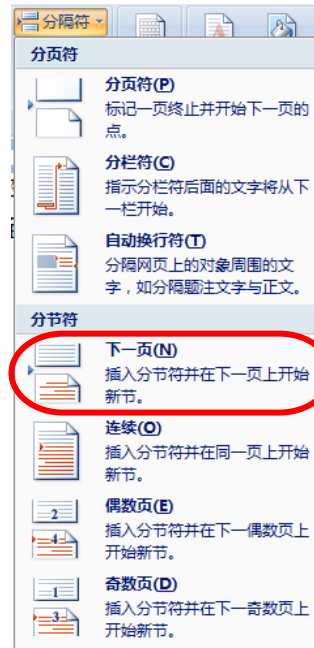 分隔符
分页符
分页符(P)
标记一页终止并开始下一页的
点。
分栏符(C)
指示分栏符后面的文字将从下
一栏开始。
自动换行符(T)
分隔网页上的对象周围的文
字，如分隔题注文字与正文。
分节符
下一页(N)
插入分节符并在下一页上开始
新节。
连续(O)
插入分节符并在同一页上开始
新节。
2
4
偶数页(E)
插入分节符并在下一偶数页上
开始新节。
1
3
奇数页(D)
插入分节符并在下一奇数页上
开始新节。